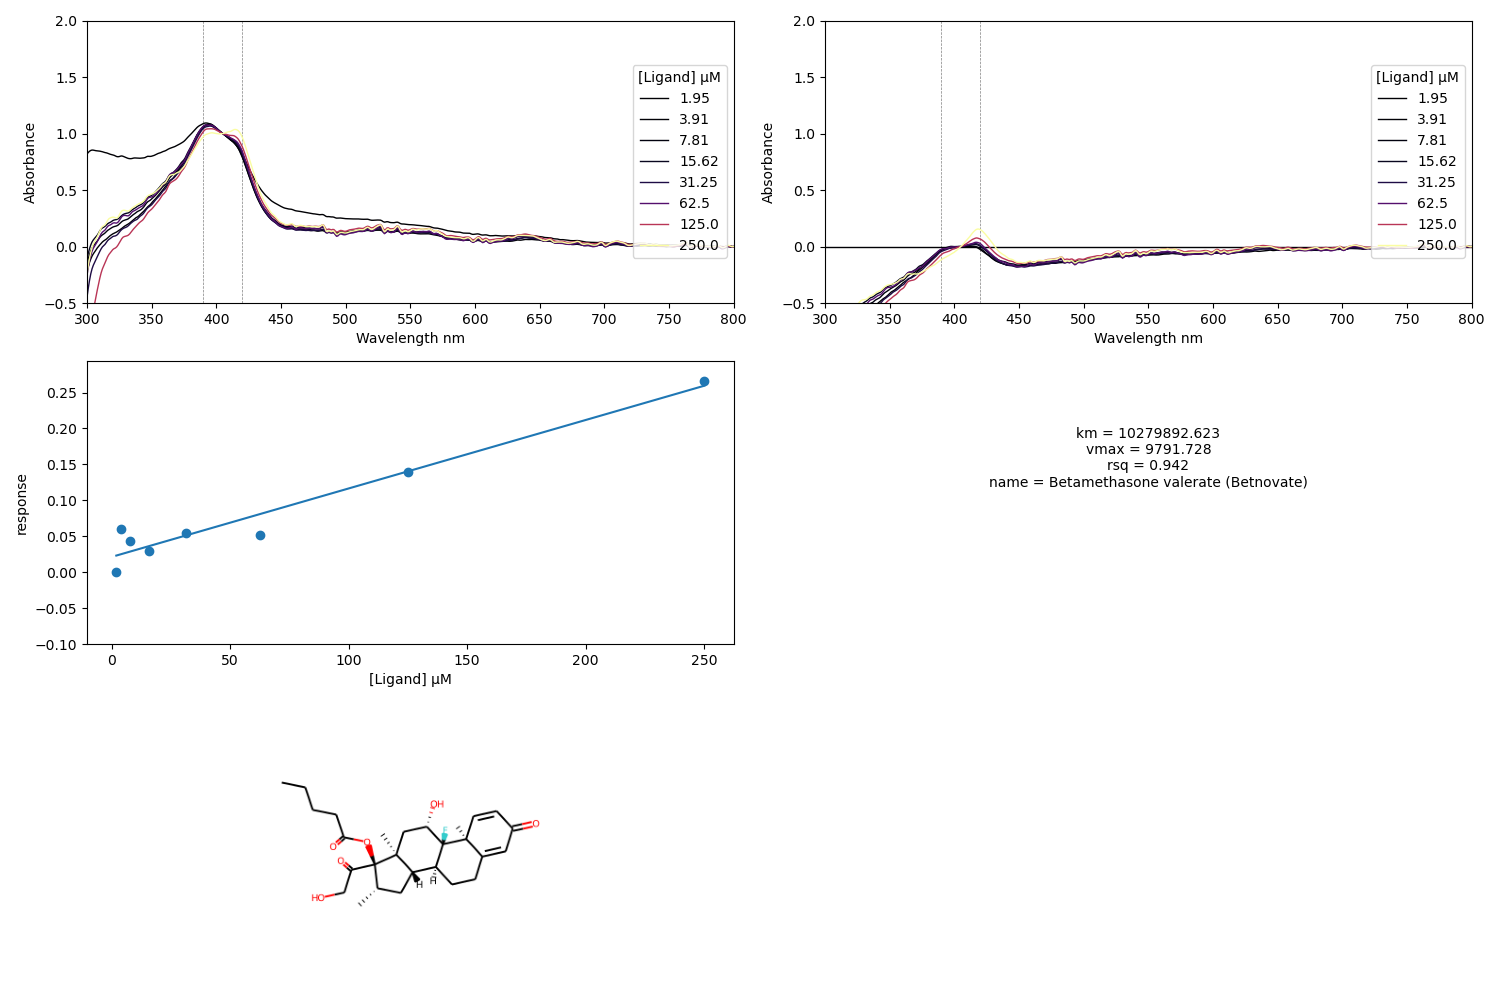 2.0
1.5
1.0
0.5
0.0
−0.5
Absorbance
[Ligand] µM
1.95
3.91
7.81
15.62
31.25
62.5
125.0
250.0
300 350 400 450 500 550 600 650 700 750 800
Wavelength nm
2.0
1.5
1.0
0.5
0.0
−0.5
Absorbance
[Ligand] µM
1.95
3.91
7.81
15.62
31.25
62.5
125.0
250.0
300 350 400 450 500 550 600 650 700 750 800
Wavelength nm
0.25
0.20
0.15
0.10
0.05
0.00
−0.05
−0.10
response
0 50 100 150 200 250
[Ligand] µM
km = 10279892.623
vmax = 9791.728
rsq = 0.942
name = Betamethasone valerate (Betnovate)
OH
F
O
O
O
O
H
H
HO